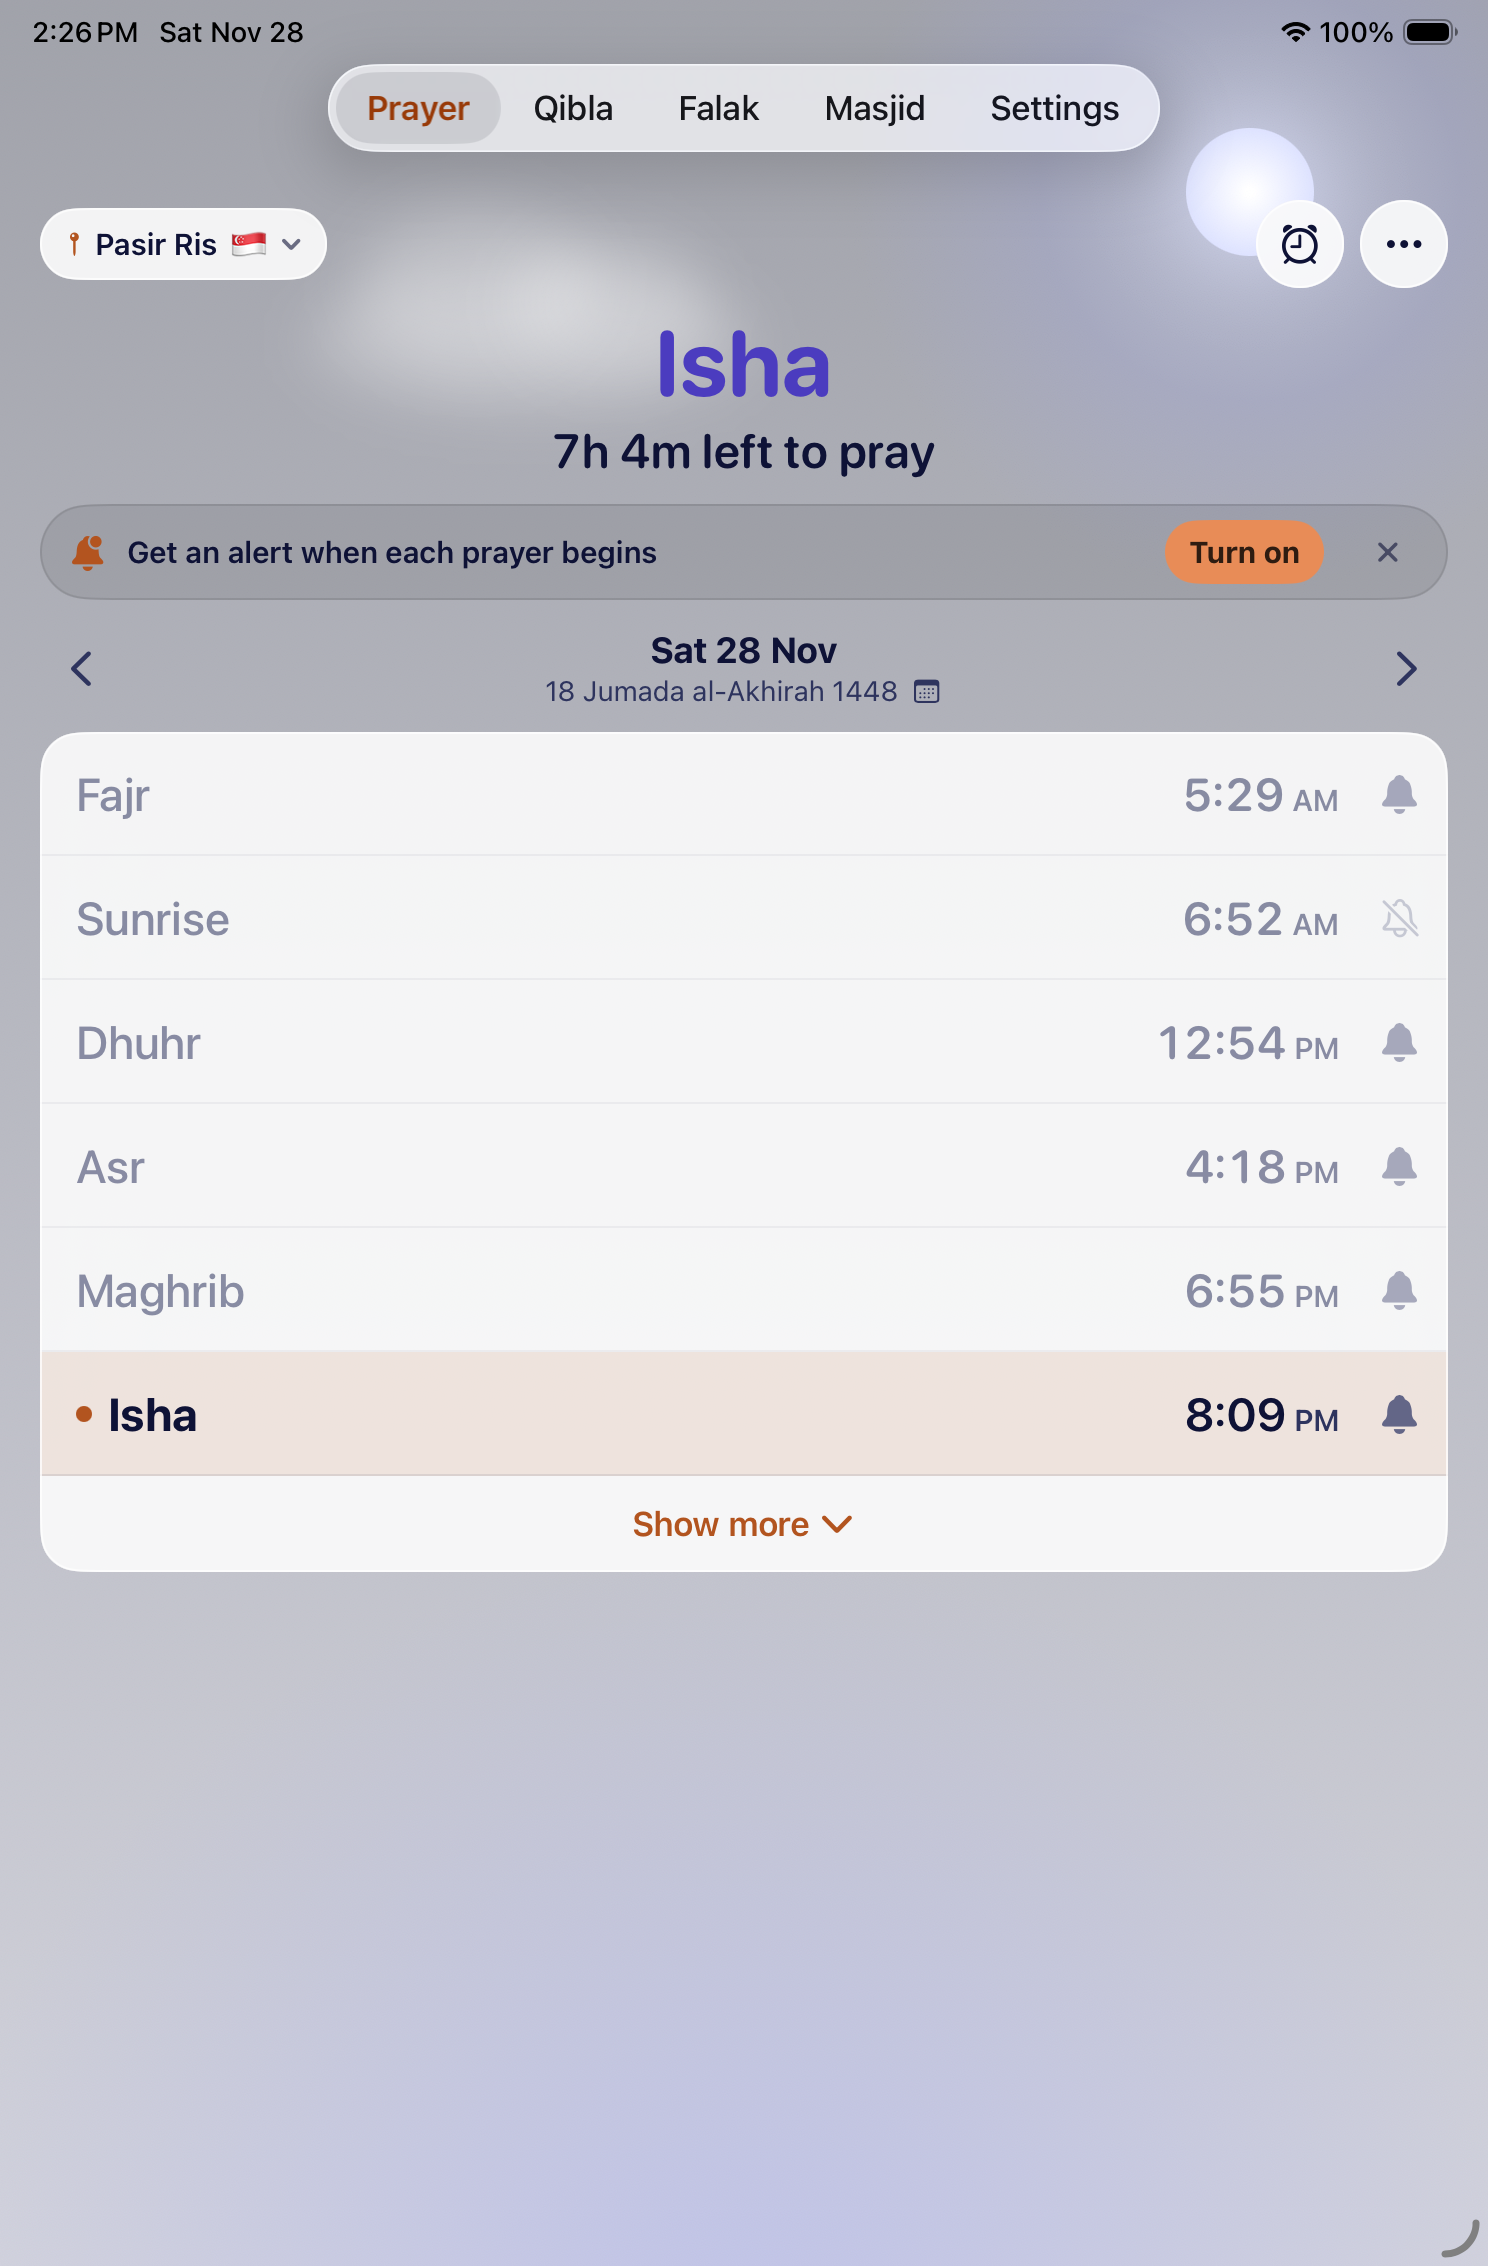 2:26 PM Sat Nov 28 100%
Prayer Qibla Falak Masjid Settings
Pasir Ris
Isha
7h 4m left to pray
Get an alert when each prayer begins Turn on
Sat 28 Nov
18 Jumada al-Akhirah 1448
Fajr 5:29 AM
Sunrise 6:52 AM
Dhuhr 12:54 PM
Asr 4:18 PM
Maghrib 6:55 PM
Isha 8:09 PM
Show more